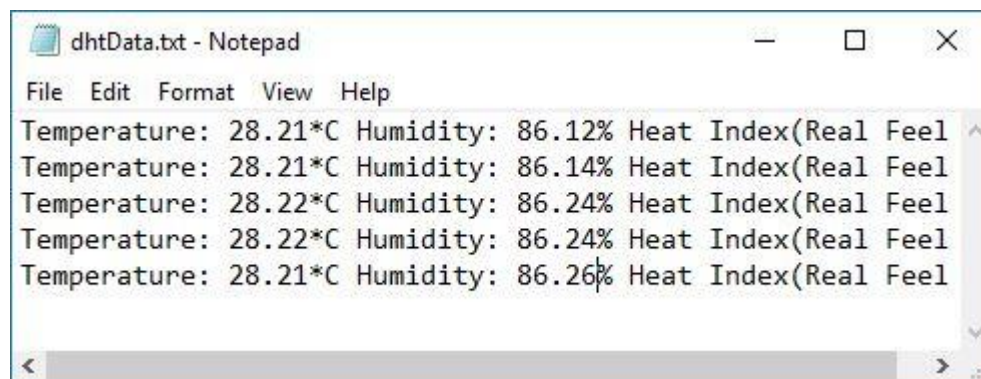 dhtData.txt - Notepad
File Edit Format View Help
Temperature: 28.21*C Humidity: 86.12% Heat Index(Real Feel
Temperature: 28.21*C Humidity: 86.14% Heat Index(Real Feel
Temperature: 28.22*C Humidity: 86.24% Heat Index(Real Feel
Temperature: 28.22*C Humidity: 86.24% Heat Index(Real Feel
Temperature: 28.21*C Humidity: 86.26% Heat Index(Real Feel